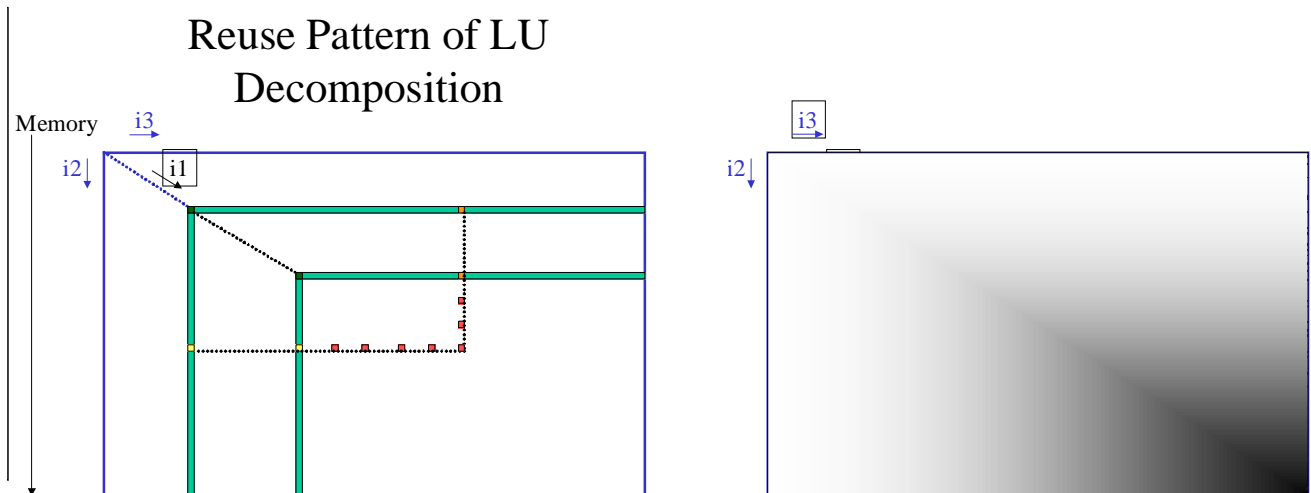 Reuse Pattern of LU
Decomposition
Memory
i3
i2
i1
i3
i2